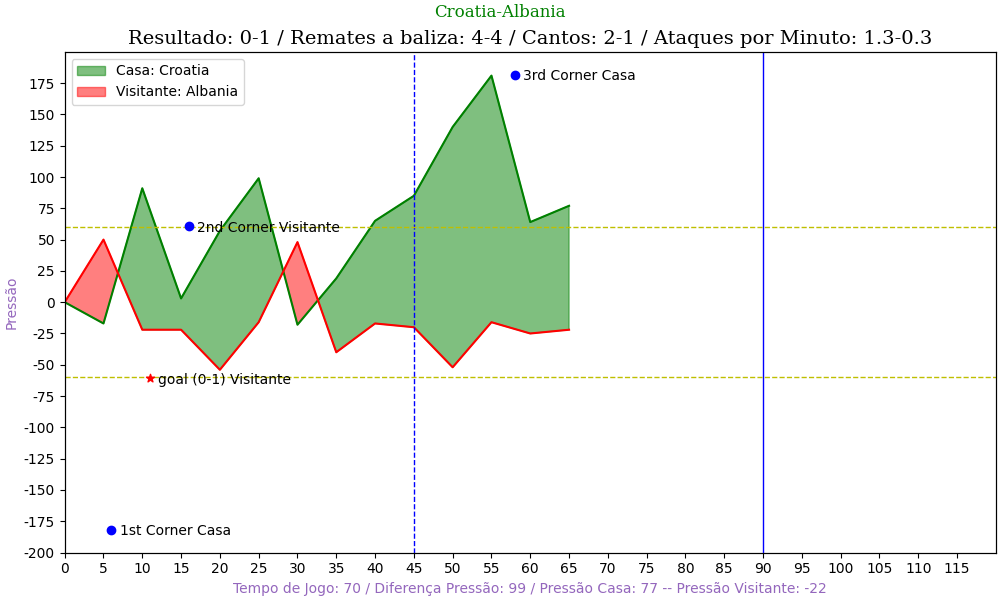 Croatia-Albania
Resultado: 0-1 / Remates a baliza: 4-4 / Cantos: 2-1 / Ataques por Minuto: 1.3-0.3
Casa: Croatia
Visitante: Albania
3rd Corner Casa
2nd Corner Visitante
goal (0-1) Visitante
1st Corner Casa
Pressão
175
150
125
100
75
50
25
0
-25
-50
-75
-100
-125
-150
-175
-200
0 5 10 15 20 25 30 35 40 45 50 55 60 65 70 75 80 85 90 95 100 105 110 115
Tempo de Jogo: 70 / Diferença Pressão: 99 / Pressão Casa: 77 -- Pressão Visitante: -22